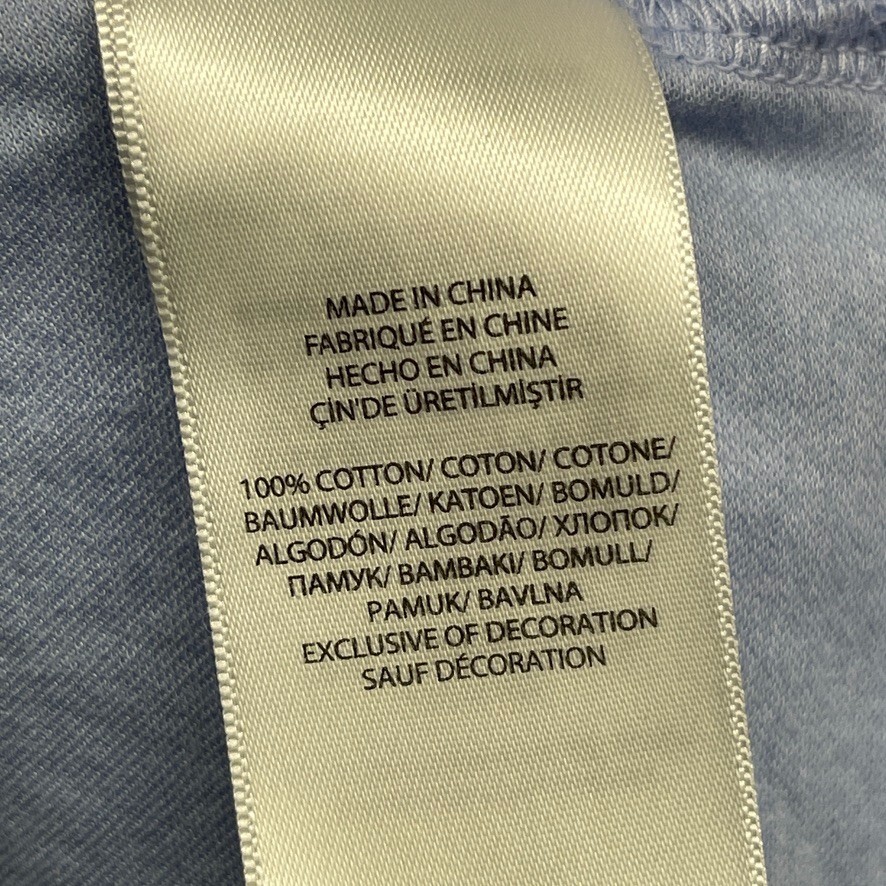 MADE IN CHINA
FABRIQUÉ EN CHINE
HECHO EN CHINA
ÇİN'DE ÜRETİLMİŞTİR
100% COTTON/ COTON/ COTONE/
BAUMWOLLE/ KATOEN/ BOMULD/
ALGODÓN/ ALGODÃO/ ХЛОПОК/
ПАМУК/ BAMBAKI/ BOMULL/
PAMUK/ BAVLNA
EXCLUSIVE OF DECORATION
SAUF DÉCORATION